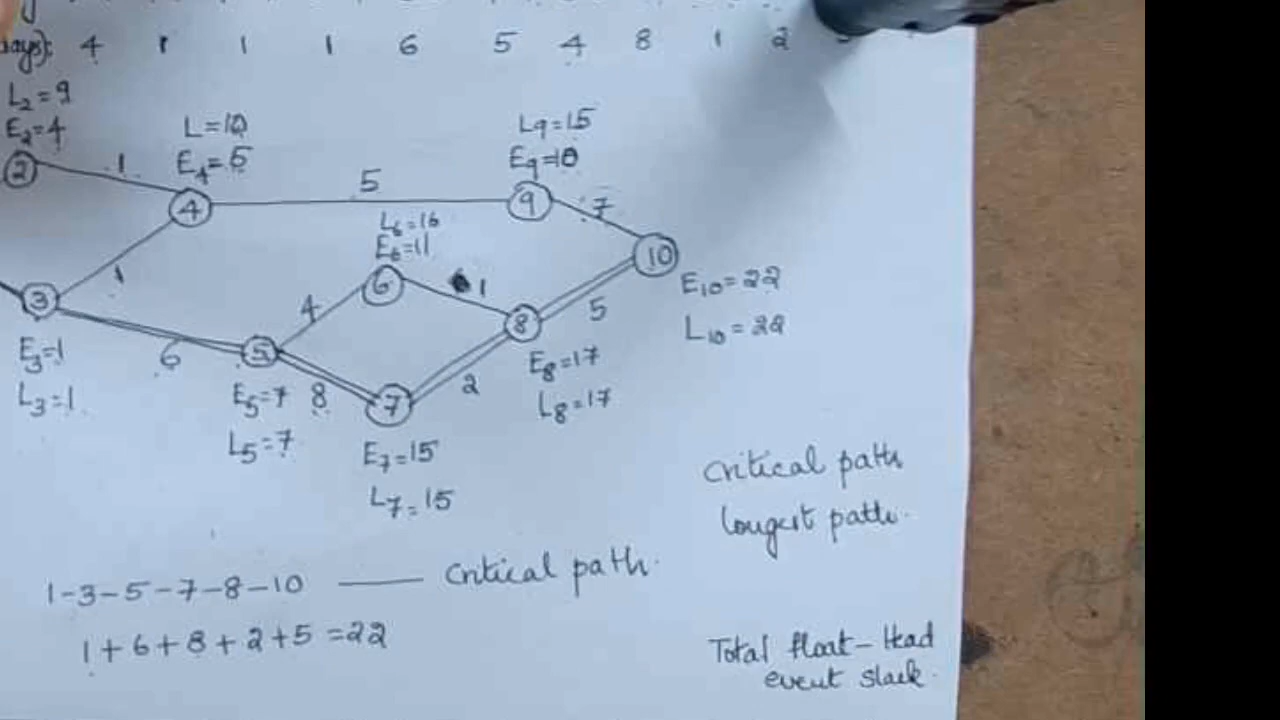 days): 4 1 1 1 6 5 4 8 1 2
L2 = 9
E2 = 4
L = 10
E4 = 5
L9 = 15
E9 = 10
2
1
4
5
9
7
10
L6 = 16
E6 = 11
6
1
E10 = 22
L10 = 22
3
1
4
8
5
6
5
8
7
2
E3 = 1
L3 = 1
E5 = 7
L5 = 7
E8 = 17
L8 = 17
E7 = 15
L7 = 15
Critical path
longest path.
1-3-5-7-8-10 — Critical path.
1+6+8+2+5 = 22
Total float - Head
event slack.